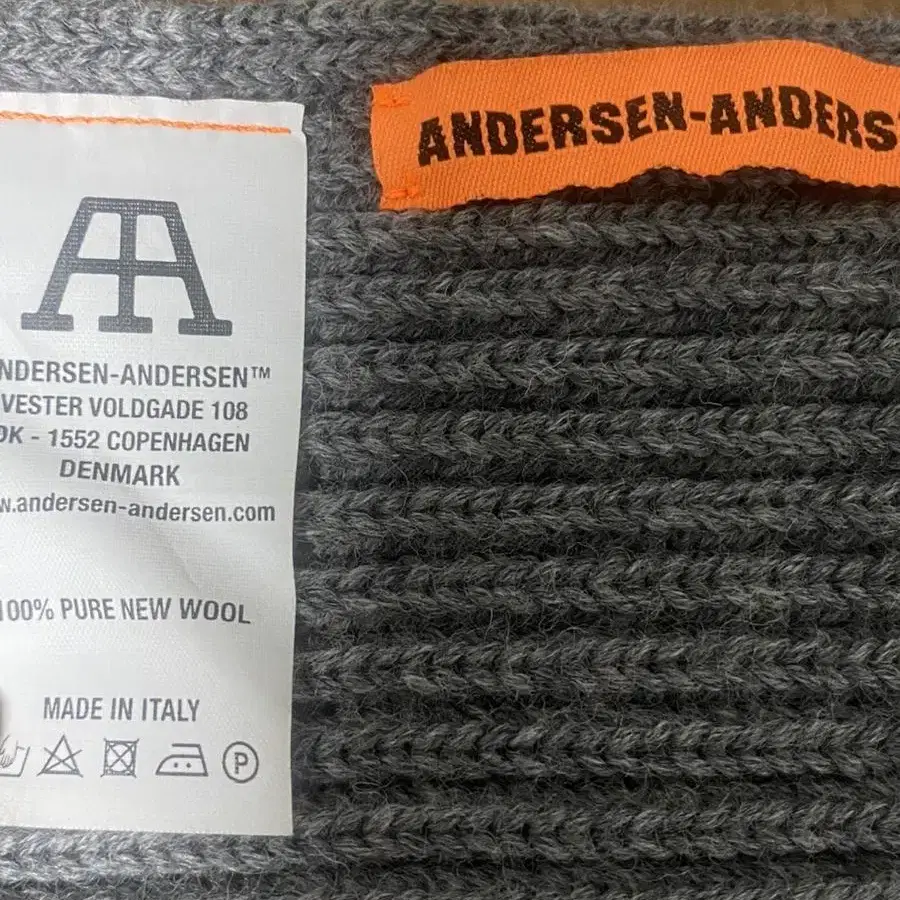 ANDERSEN-ANDERS
NDERSEN-ANDERSEN™
VESTER VOLDGADE 108
DK - 1552 COPENHAGEN
DENMARK
w.andersen-andersen.com
100% PURE NEW WOOL
MADE IN ITALY
P